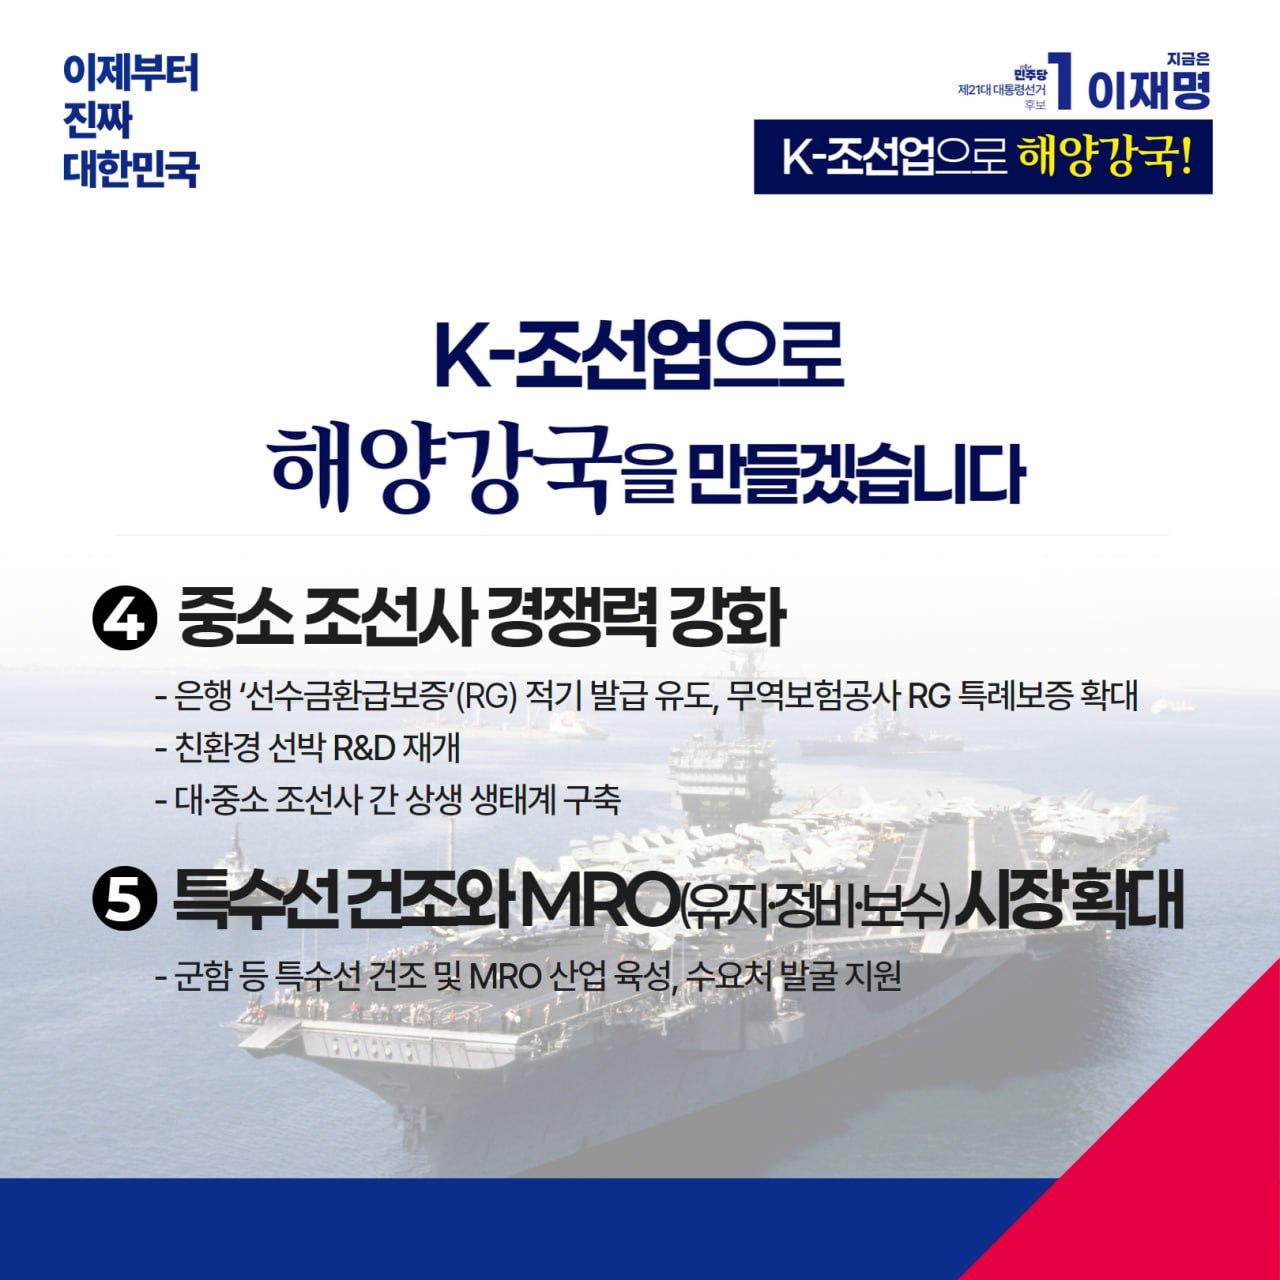 이제부터
진짜
대한민국
지금은
민주당
제21대 대통령선거
후보
1 이재명
K-조선업으로 해양강국!
K-조선업으로
해양강국을 만들겠습니다
4 중소 조선사 경쟁력 강화
- 은행 ‘선수금환급보증’(RG) 적기 발급 유도, 무역보험공사 RG 특례보증 확대
- 친환경 선박 R&D 재개
- 대·중소 조선사 간 상생 생태계 구축
5 특수선 건조와 MRO(유지·정비·보수) 시장 확대
- 군함 등 특수선 건조 및 MRO 산업 육성, 수요처 발굴 지원